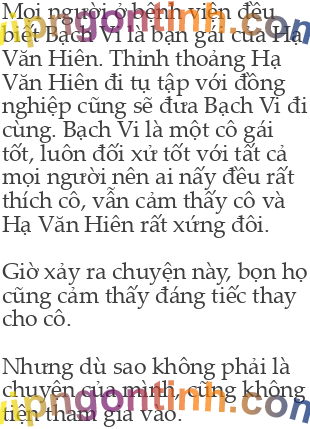 Mọi người ở bệnh viện đều
biết Bạch Vi là bạn gái của Hạ
Văn Hiên. Thỉnh thoảng Hạ
Văn Hiên đi tụ tập với đồng
nghiệp cũng sẽ đưa Bạch Vi đi
cùng. Bạch Vi là một cô gái
tốt, luôn đối xử tốt với tất cả
mọi người nên ai nấy đều rất
thích cô, vẫn cảm thấy cô và
Hạ Văn Hiên rất xứng đôi.
Giờ xảy ra chuyện này, bọn họ
cũng cảm thấy đáng tiếc thay
cho cô.
Nhưng dù sao không phải là
chuyện của mình, cũng không
tiện tham gia vào.